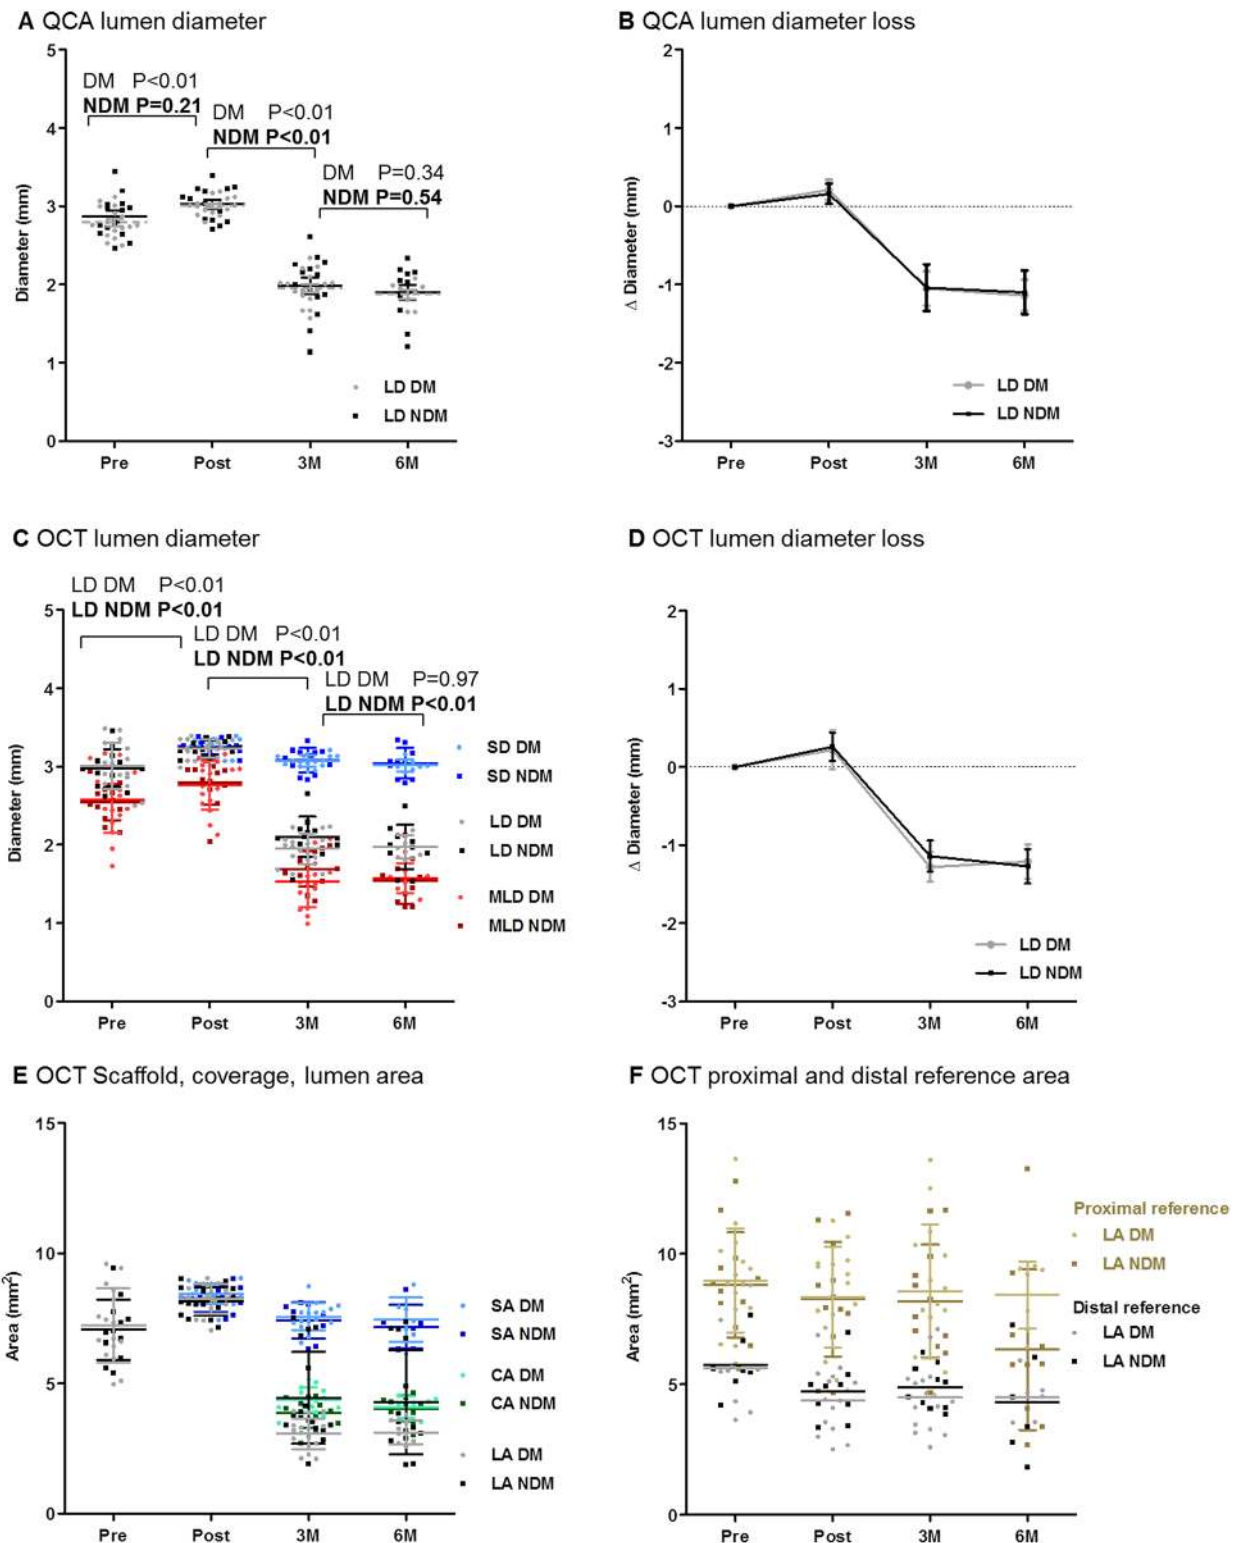 A QCA lumen diameter
5
4
3
2
1
0
Diameter (mm)
DM P<0.01
NDM P=0.21
DM P<0.01
NDM P<0.01
DM P=0.34
NDM P=0.54
LD DM
LD NDM
Pre Post 3M 6M
B QCA lumen diameter loss
2
1
0
-1
-2
-3
Δ Diameter (mm)
LD DM
LD NDM
Pre Post 3M 6M
C OCT lumen diameter
LD DM P<0.01
LD NDM P<0.01
LD DM P<0.01
LD NDM P<0.01
LD DM P=0.97
LD NDM P<0.01
5
4
3
2
1
0
Diameter (mm)
SD DM
SD NDM
LD DM
LD NDM
MLD DM
MLD NDM
Pre Post 3M 6M
D OCT lumen diameter loss
2
1
0
-1
-2
-3
Δ Diameter (mm)
LD DM
LD NDM
Pre Post 3M 6M
E OCT Scaffold, coverage, lumen area
15
10
5
0
Area (mm²)
SA DM
SA NDM
CA DM
CA NDM
LA DM
LA NDM
Pre Post 3M 6M
F OCT proximal and distal reference area
15
10
5
0
Area (mm²)
Proximal reference
LA DM
LA NDM
Distal reference
LA DM
LA NDM
Pre Post 3M 6M